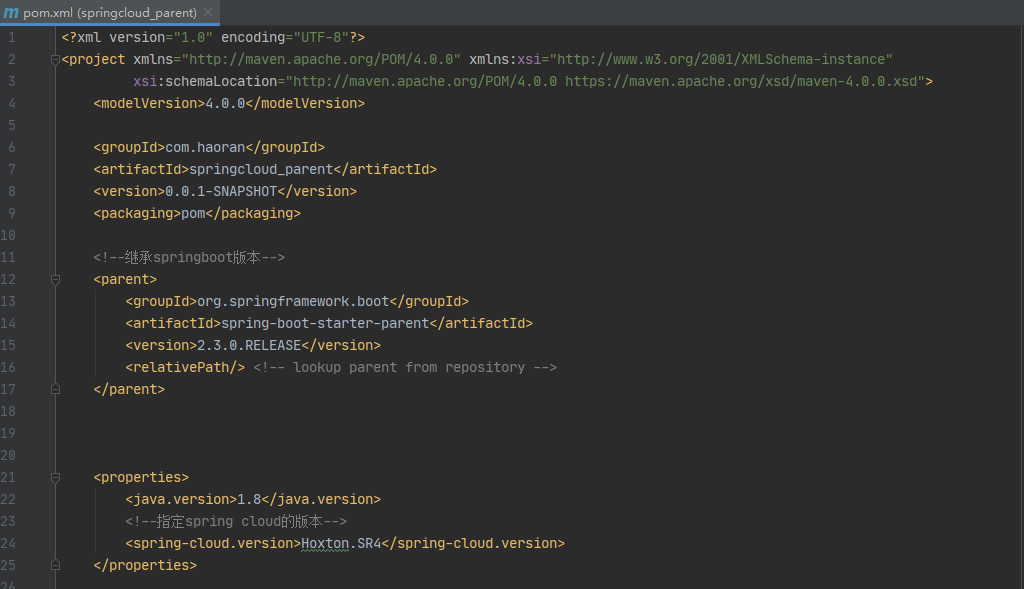 pom.xml (springcloud_parent)
1 <?xml version="1.0" encoding="UTF-8"?>
2 <project xmlns="http://maven.apache.org/POM/4.0.0" xmlns:xsi="http://www.w3.org/2001/XMLSchema-instance"
3 xsi:schemaLocation="http://maven.apache.org/POM/4.0.0 https://maven.apache.org/xsd/maven-4.0.0.xsd">
4 <modelVersion>4.0.0</modelVersion>
5
6 <groupId>com.haoran</groupId>
7 <artifactId>springcloud_parent</artifactId>
8 <version>0.0.1-SNAPSHOT</version>
9 <packaging>pom</packaging>
10
11 <!--继承springboot版本-->
12 <parent>
13 <groupId>org.springframework.boot</groupId>
14 <artifactId>spring-boot-starter-parent</artifactId>
15 <version>2.3.0.RELEASE</version>
16 <relativePath/> <!-- lookup parent from repository -->
17 </parent>
18
19
20
21 <properties>
22 <java.version>1.8</java.version>
23 <!--指定spring cloud的版本-->
24 <spring-cloud.version>Hoxton.SR4</spring-cloud.version>
25 </properties>
26